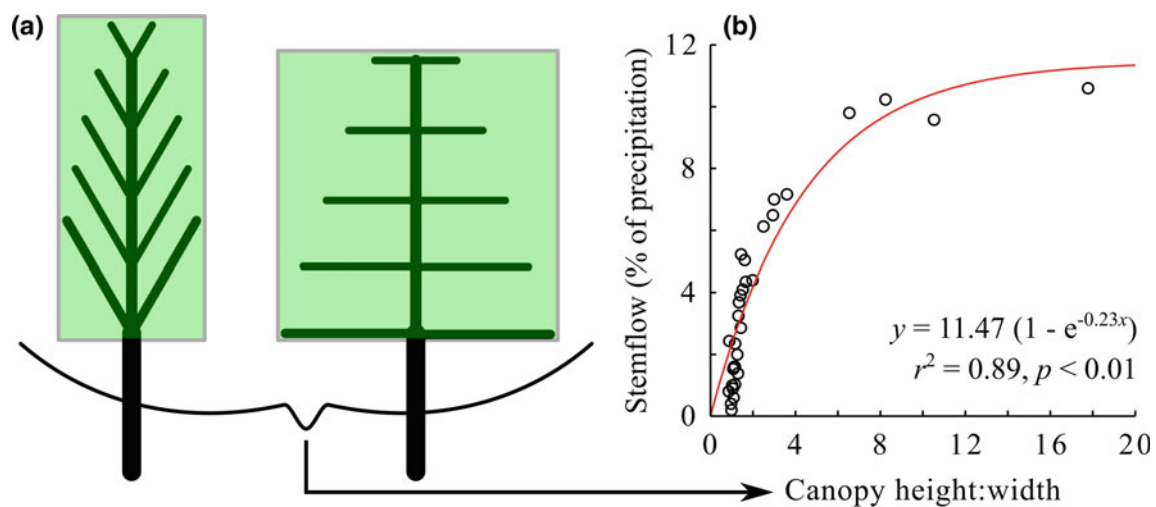 (a)
(b)
Stemflow (% of precipitation)
12
8
4
0
y = 11.47 (1 - e^-0.23x)
r² = 0.89, p < 0.01
0 4 8 12 16 20
Canopy height:width